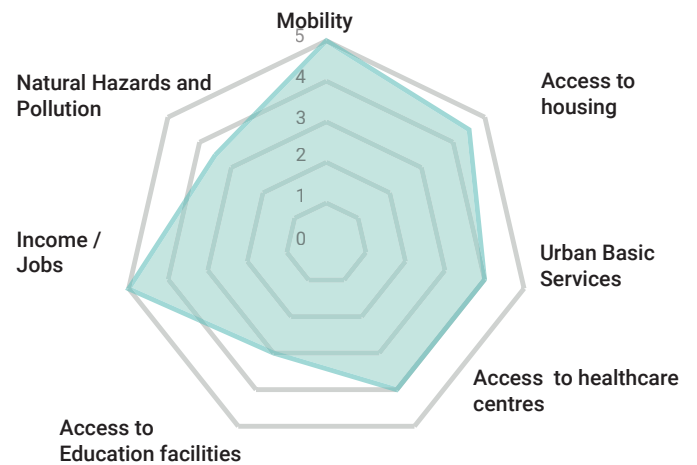 Mobility
5
4
3
2
1
0
Access to
housing
Urban Basic
Services
Access to healthcare
centres
Access to
Education facilities
Income /
Jobs
Natural Hazards and
Pollution